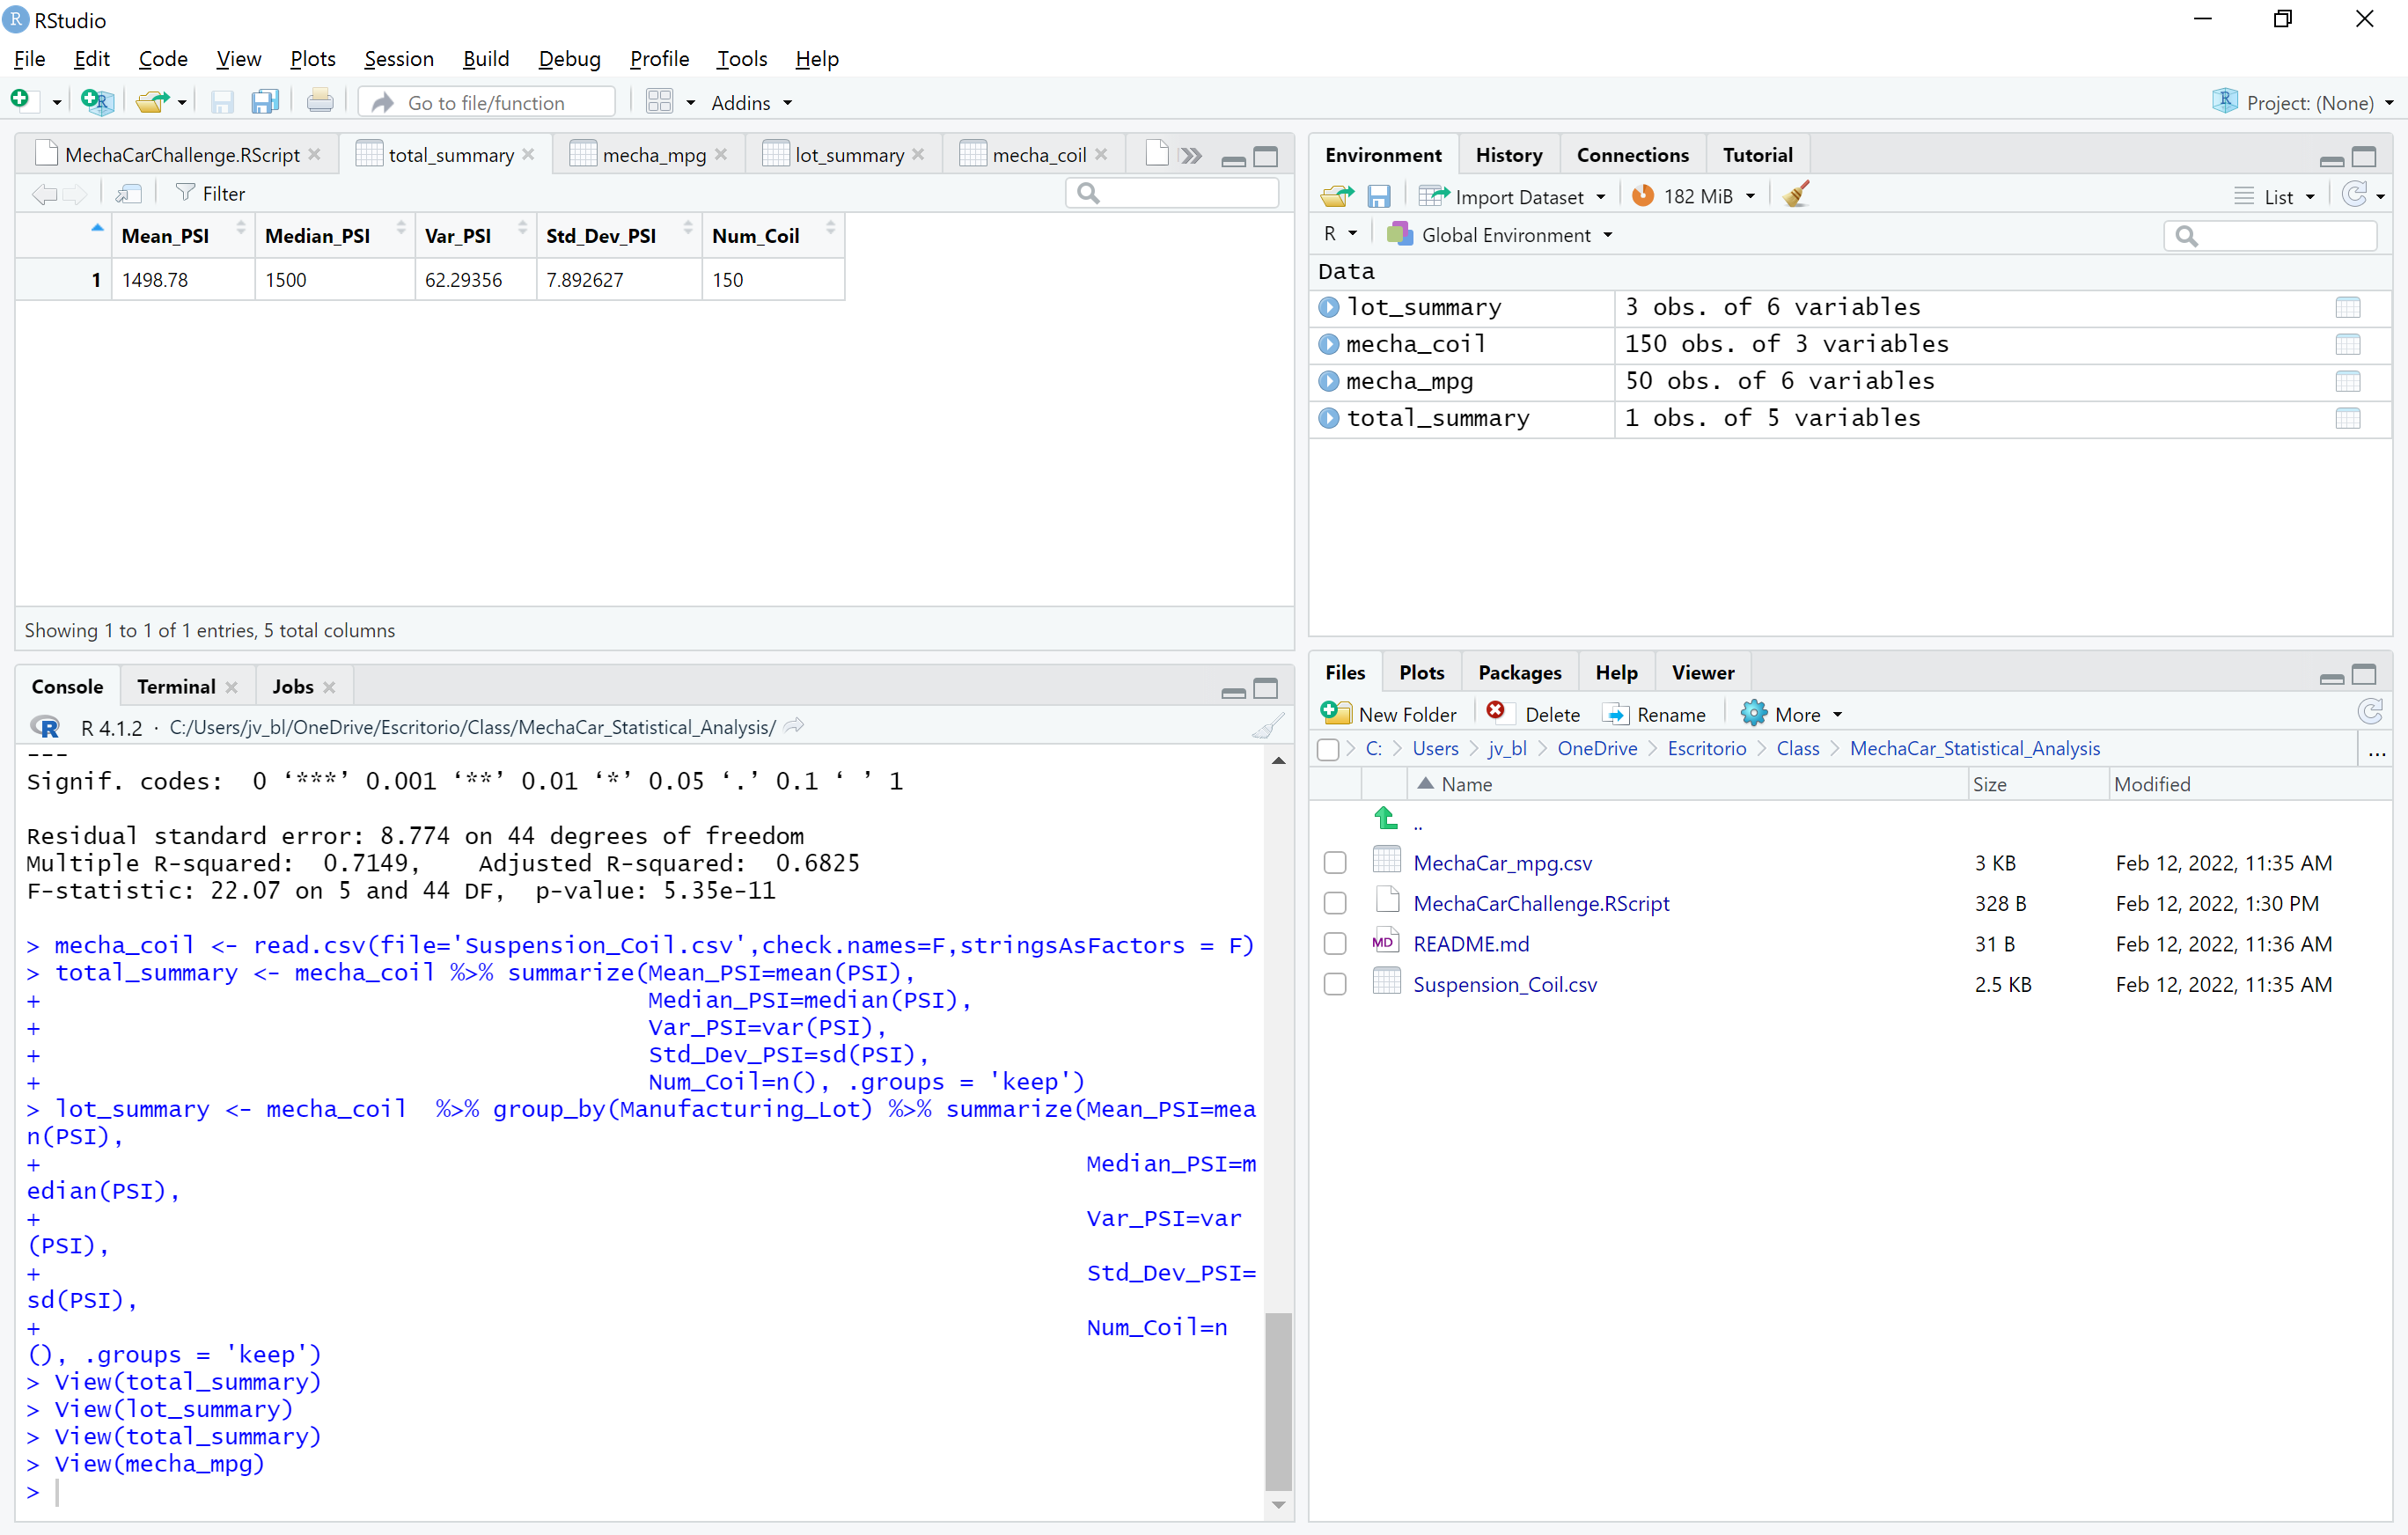 RStudio
File Edit Code View Plots Session Build Debug Profile Tools Help
Go to file/function Addins Project: (None)
MechaCarChallenge.RScript total_summary mecha_mpg lot_summary mecha_coil
Filter
Mean_PSI Median_PSI Var_PSI Std_Dev_PSI Num_Coil
1 1498.78 1500 62.29356 7.892627 150
Showing 1 to 1 of 1 entries, 5 total columns
Environment History Connections Tutorial
Import Dataset 182 MiB List
R Global Environment
Data
lot_summary 3 obs. of 6 variables
mecha_coil 150 obs. of 3 variables
mecha_mpg 50 obs. of 6 variables
total_summary 1 obs. of 5 variables
Console Terminal Jobs
R 4.1.2 · C:/Users/jv_bl/OneDrive/Escritorio/Class/MechaCar_Statistical_Analysis/
---
Signif. codes:  0 ‘***’ 0.001 ‘**’ 0.01 ‘*’ 0.05 ‘.’ 0.1 ‘ ’ 1
Residual standard error: 8.774 on 44 degrees of freedom
Multiple R-squared:  0.7149,    Adjusted R-squared:  0.6825
F-statistic: 22.07 on 5 and 44 DF,  p-value: 5.35e-11
> mecha_coil <- read.csv(file='Suspension_Coil.csv',check.names=F,stringsAsFactors = F)
> total_summary <- mecha_coil %>% summarize(Mean_PSI=mean(PSI),
+ Median_PSI=median(PSI),
+ Var_PSI=var(PSI),
+ Std_Dev_PSI=sd(PSI),
+ Num_Coil=n(), .groups = 'keep')
> lot_summary <- mecha_coil  %>% group_by(Manufacturing_Lot) %>% summarize(Mean_PSI=mea
n(PSI),
+ Median_PSI=m
edian(PSI),
+ Var_PSI=var
(PSI),
+ Std_Dev_PSI=
sd(PSI),
+ Num_Coil=n
(), .groups = 'keep')
> View(total_summary)
> View(lot_summary)
> View(total_summary)
> View(mecha_mpg)
>
Files Plots Packages Help Viewer
New Folder Delete Rename More
C: > Users > jv_bl > OneDrive > Escritorio > Class > MechaCar_Statistical_Analysis ...
Name Size Modified
..
MechaCar_mpg.csv 3 KB Feb 12, 2022, 11:35 AM
MechaCarChallenge.RScript 328 B Feb 12, 2022, 1:30 PM
MD README.md 31 B Feb 12, 2022, 11:36 AM
Suspension_Coil.csv 2.5 KB Feb 12, 2022, 11:35 AM